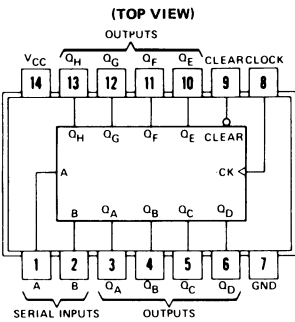 (TOP VIEW)
OUTPUTS
VCC QH QG QF QE CLEAR CLOCK
14 13 12 11 10 9 8
QH QG QF QE CLEAR
A CK
B QA QB QC QD
1 2 3 4 5 6 7
A B QA QB QC QD GND
SERIAL INPUTS OUTPUTS